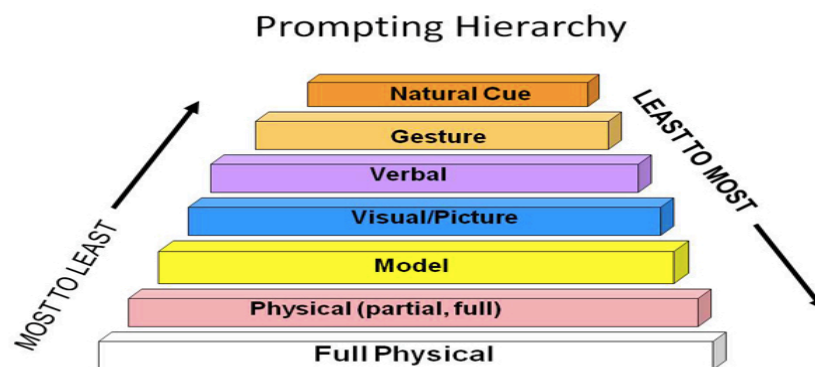 Prompting Hierarchy
Natural Cue
Gesture
Verbal
Visual/Picture
Model
Physical (partial, full)
Full Physical
MOST TO LEAST
LEAST TO MOST